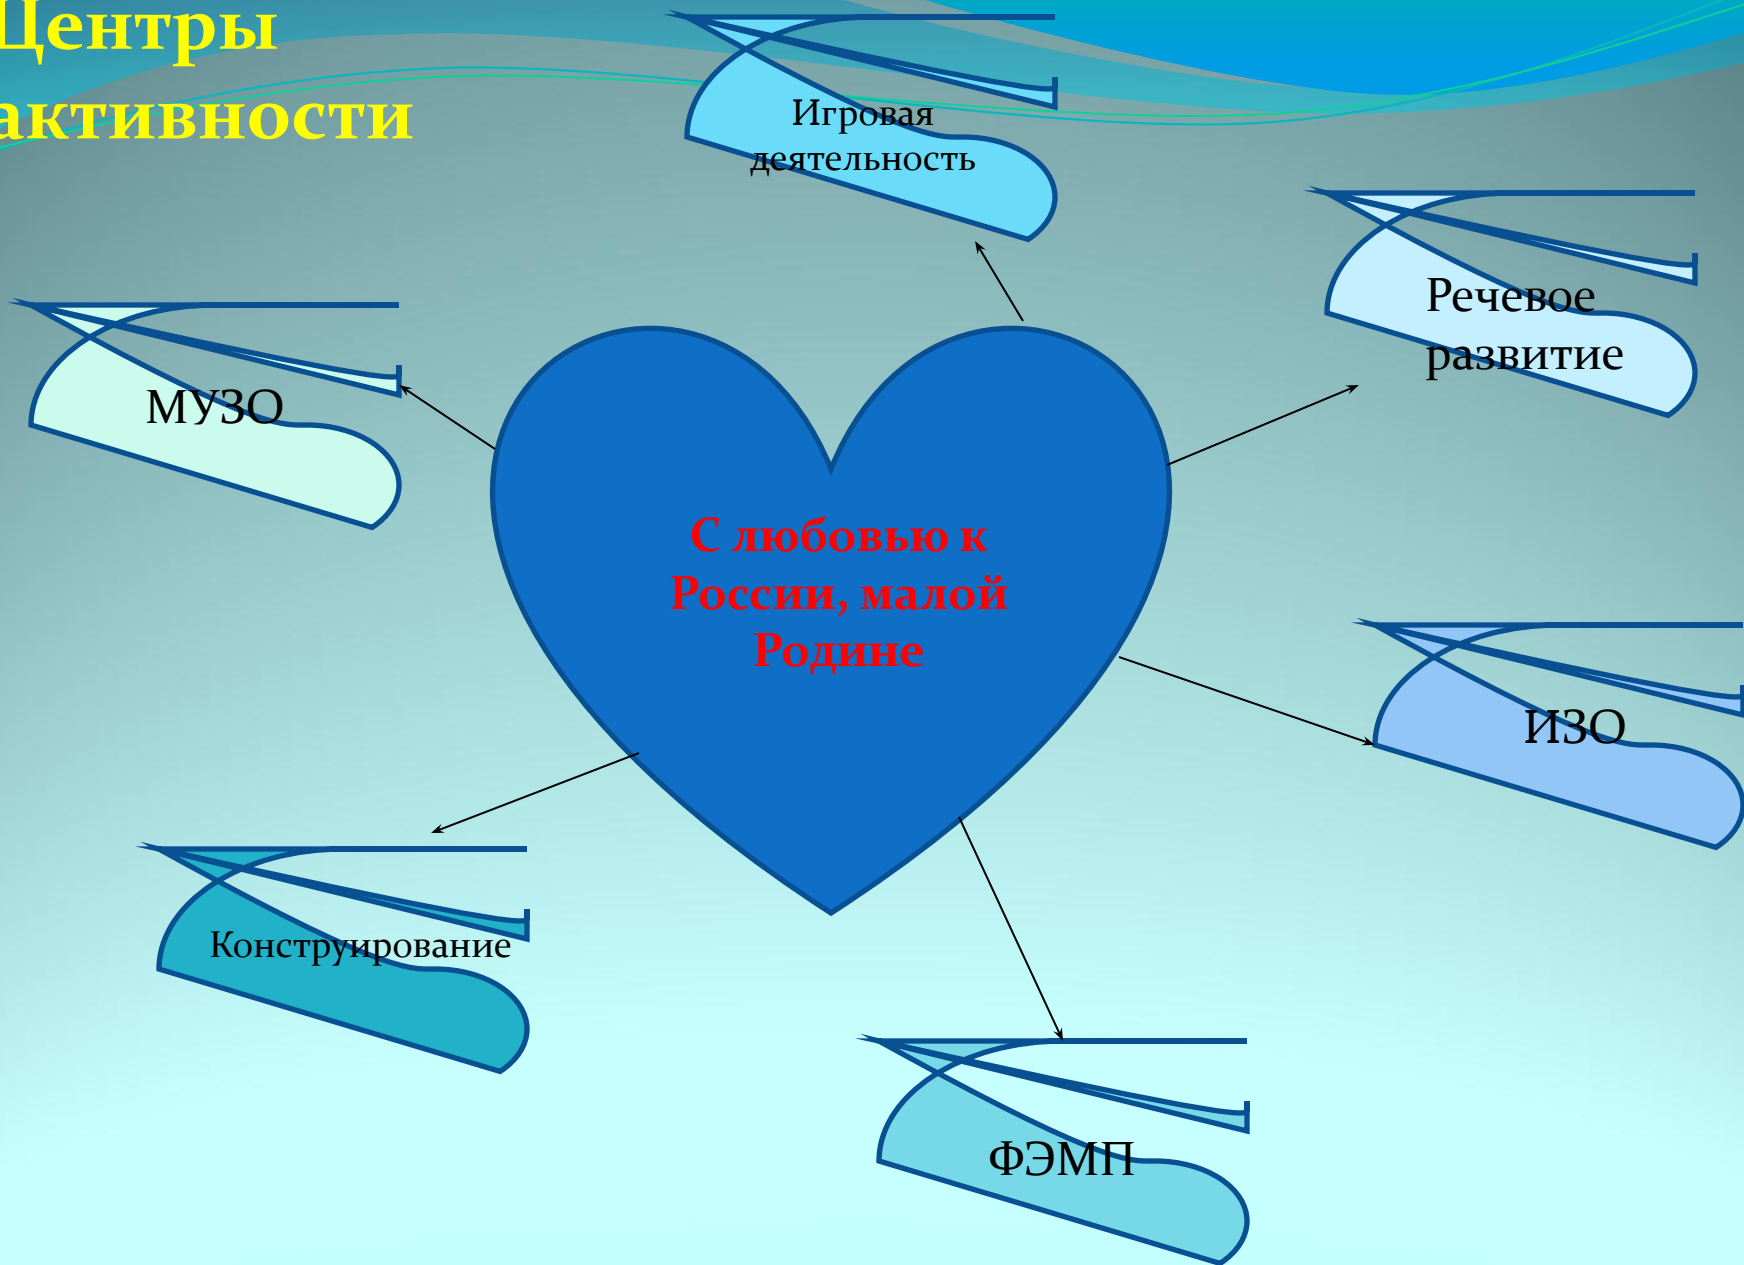 Центры
активности
Игровая
деятельность
Речевое
развитие
МУЗО
С любовью к
России, малой
Родине
ИЗО
Конструирование
ФЭМП